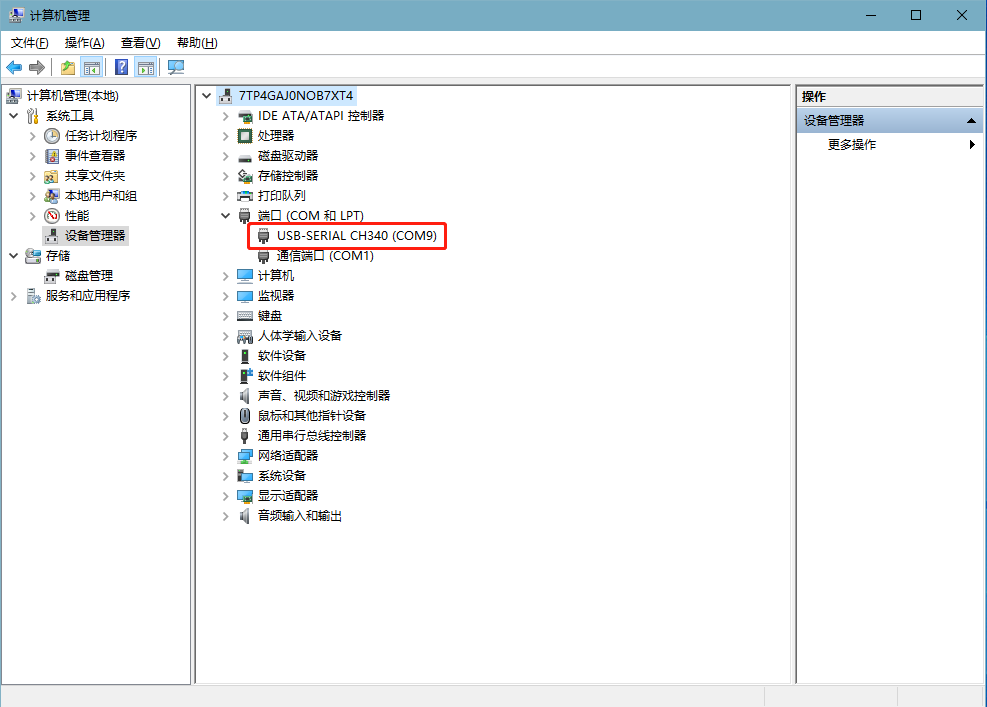 计算机管理
文件(F) 操作(A) 查看(V) 帮助(H)
计算机管理(本地)
系统工具
任务计划程序
事件查看器
共享文件夹
本地用户和组
性能
设备管理器
存储
磁盘管理
服务和应用程序
7TP4GAJ0NOB7XT4
IDE ATA/ATAPI 控制器
处理器
磁盘驱动器
存储控制器
打印队列
端口 (COM 和 LPT)
USB-SERIAL CH340 (COM9)
通信端口 (COM1)
计算机
监视器
键盘
人体学输入设备
软件设备
软件组件
声音、视频和游戏控制器
鼠标和其他指针设备
通用串行总线控制器
网络适配器
系统设备
显示适配器
音频输入和输出
操作
设备管理器
更多操作